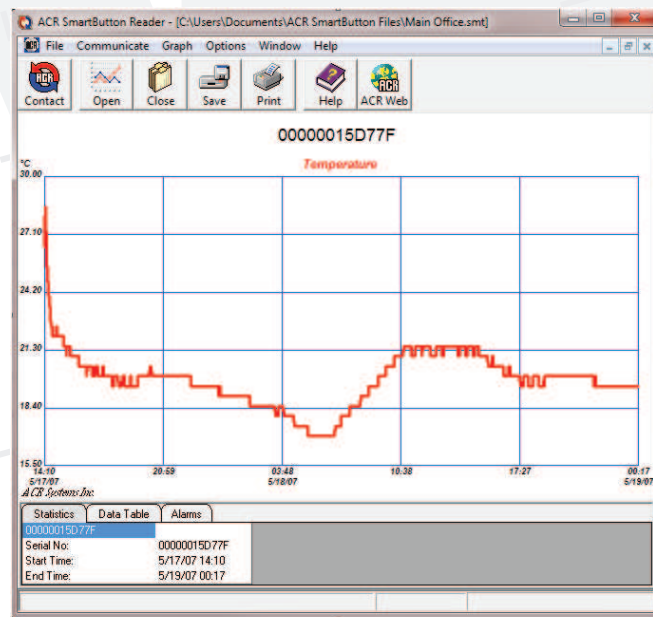 ACR SmartButton Reader - [C:\Users\Documents\ACR SmartButton Files\Main Office.smt]
File Communicate Graph Options Window Help
Contact Open Close Save Print Help ACR Web
00000015D77F
Temperature
°C
30.00
27.10
24.20
21.30
18.40
15.50
14:10 20:59 03:48 10:38 17:27 00:17
5/17/07 5/18/07 5/19/07
ACR Systems Inc.
Statistics Data Table Alarms
00000015D77F
Serial No: 00000015D77F
Start Time: 5/17/07 14:10
End Time: 5/19/07 00:17